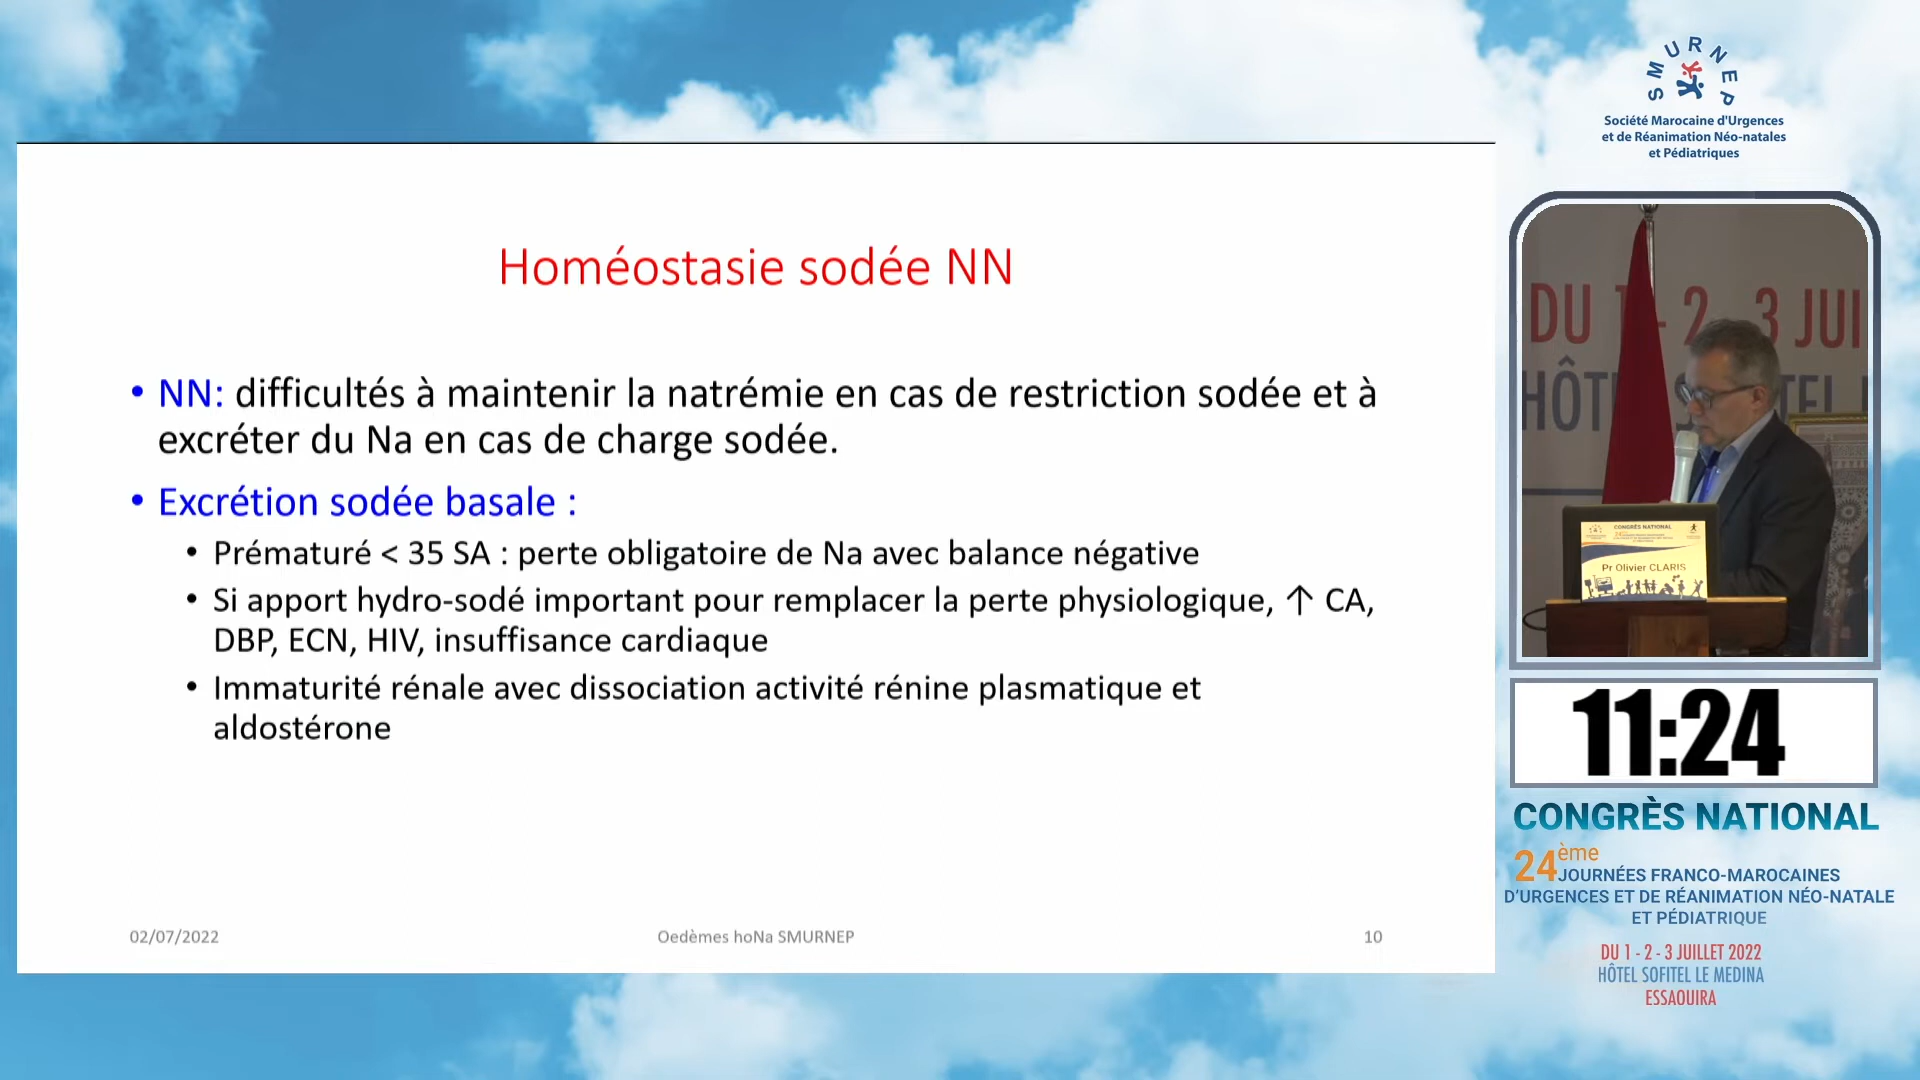 Homéostasie sodée NN
• NN: difficultés à maintenir la natrémie en cas de restriction sodée et à
excréter du Na en cas de charge sodée.
• Excrétion sodée basale :
• Prématuré < 35 SA : perte obligatoire de Na avec balance négative
• Si apport hydro-sodé important pour remplacer la perte physiologique, ↑ CA,
DBP, ECN, HIV, insuffisance cardiaque
• Immaturité rénale avec dissociation activité rénine plasmatique et
aldostérone
02/07/2022
Oedèmes hoNa SMURNEP
10
SMURNEP
Société Marocaine d'Urgences
et de Réanimation Néo-natales
et Pédiatriques
DU 1 - 2 - 3 JUI
HÔT
CONGRÈS NATIONAL
Pr Olivier CLARIS
11:24
CONGRÈS NATIONAL
24ème
JOURNÉES FRANCO-MAROCAINES
D'URGENCES ET DE RÉANIMATION NÉO-NATALE
ET PÉDIATRIQUE
DU 1 - 2 - 3 JUILLET 2022
HÔTEL SOFITEL LE MEDINA
ESSAOUIRA